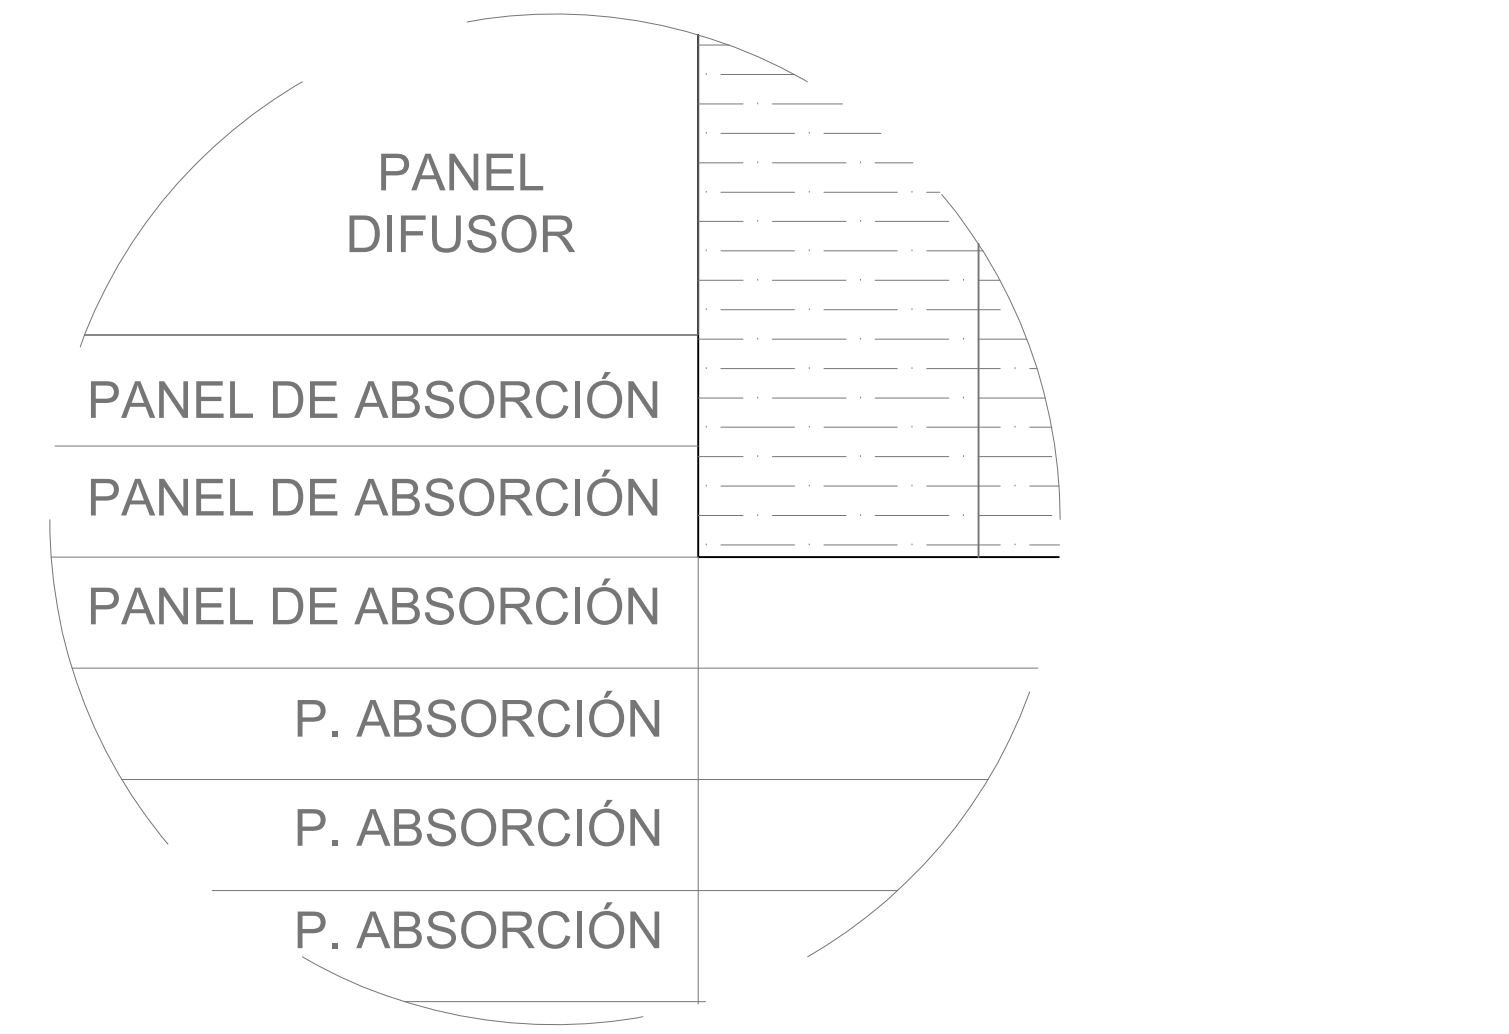 PANEL
DIFUSOR
PANEL DE ABSORCIÓN
PANEL DE ABSORCIÓN
PANEL DE ABSORCIÓN
P. ABSORCIÓN
P. ABSORCIÓN
P. ABSORCIÓN